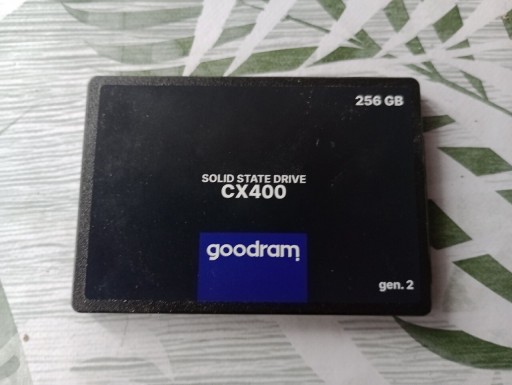 256 GB
SOLID STATE DRIVE
CX400
goodram
gen. 2